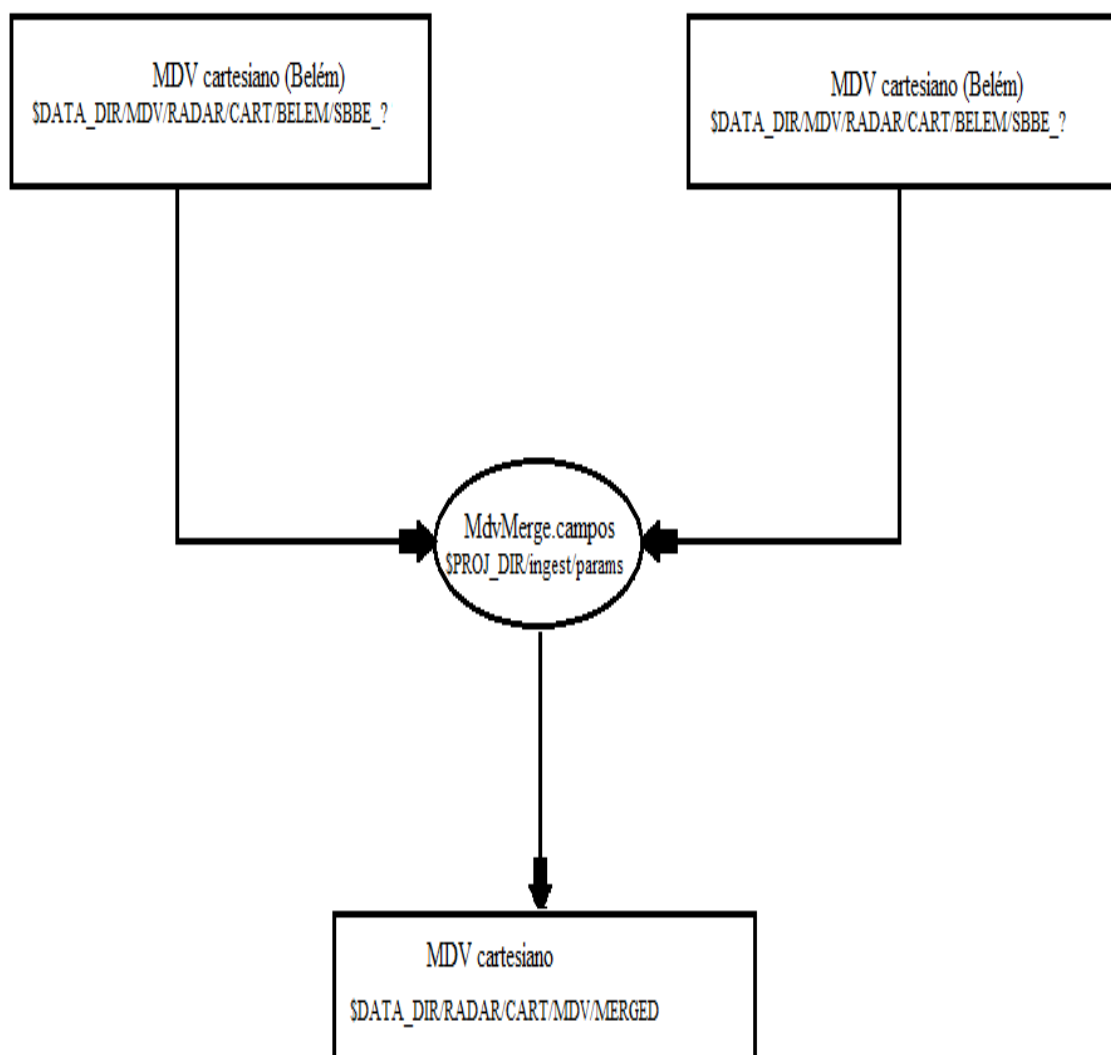 MDV cartesiano (Belém)
$DATA_DIR/MDV/RADAR/CART/BELEM/SBBE_?
MDV cartesiano (Belém)
$DATA_DIR/MDV/RADAR/CART/BELEM/SBBE_?
MdvMerge.campos
$PROJ_DIR/ingest/params
MDV cartesiano
$DATA_DIR/RADAR/CART/MDV/MERGED